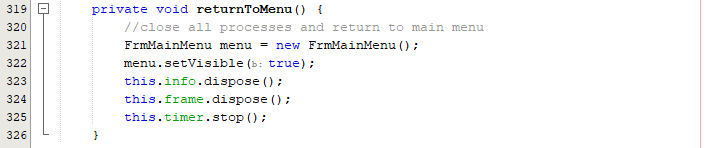 319 private void returnToMenu() {
320 //close all processes and return to main menu
321 FrmMainMenu menu = new FrmMainMenu();
322 menu.setVisible(b: true);
323 this.info.dispose();
324 this.frame.dispose();
325 this.timer.stop();
326 }